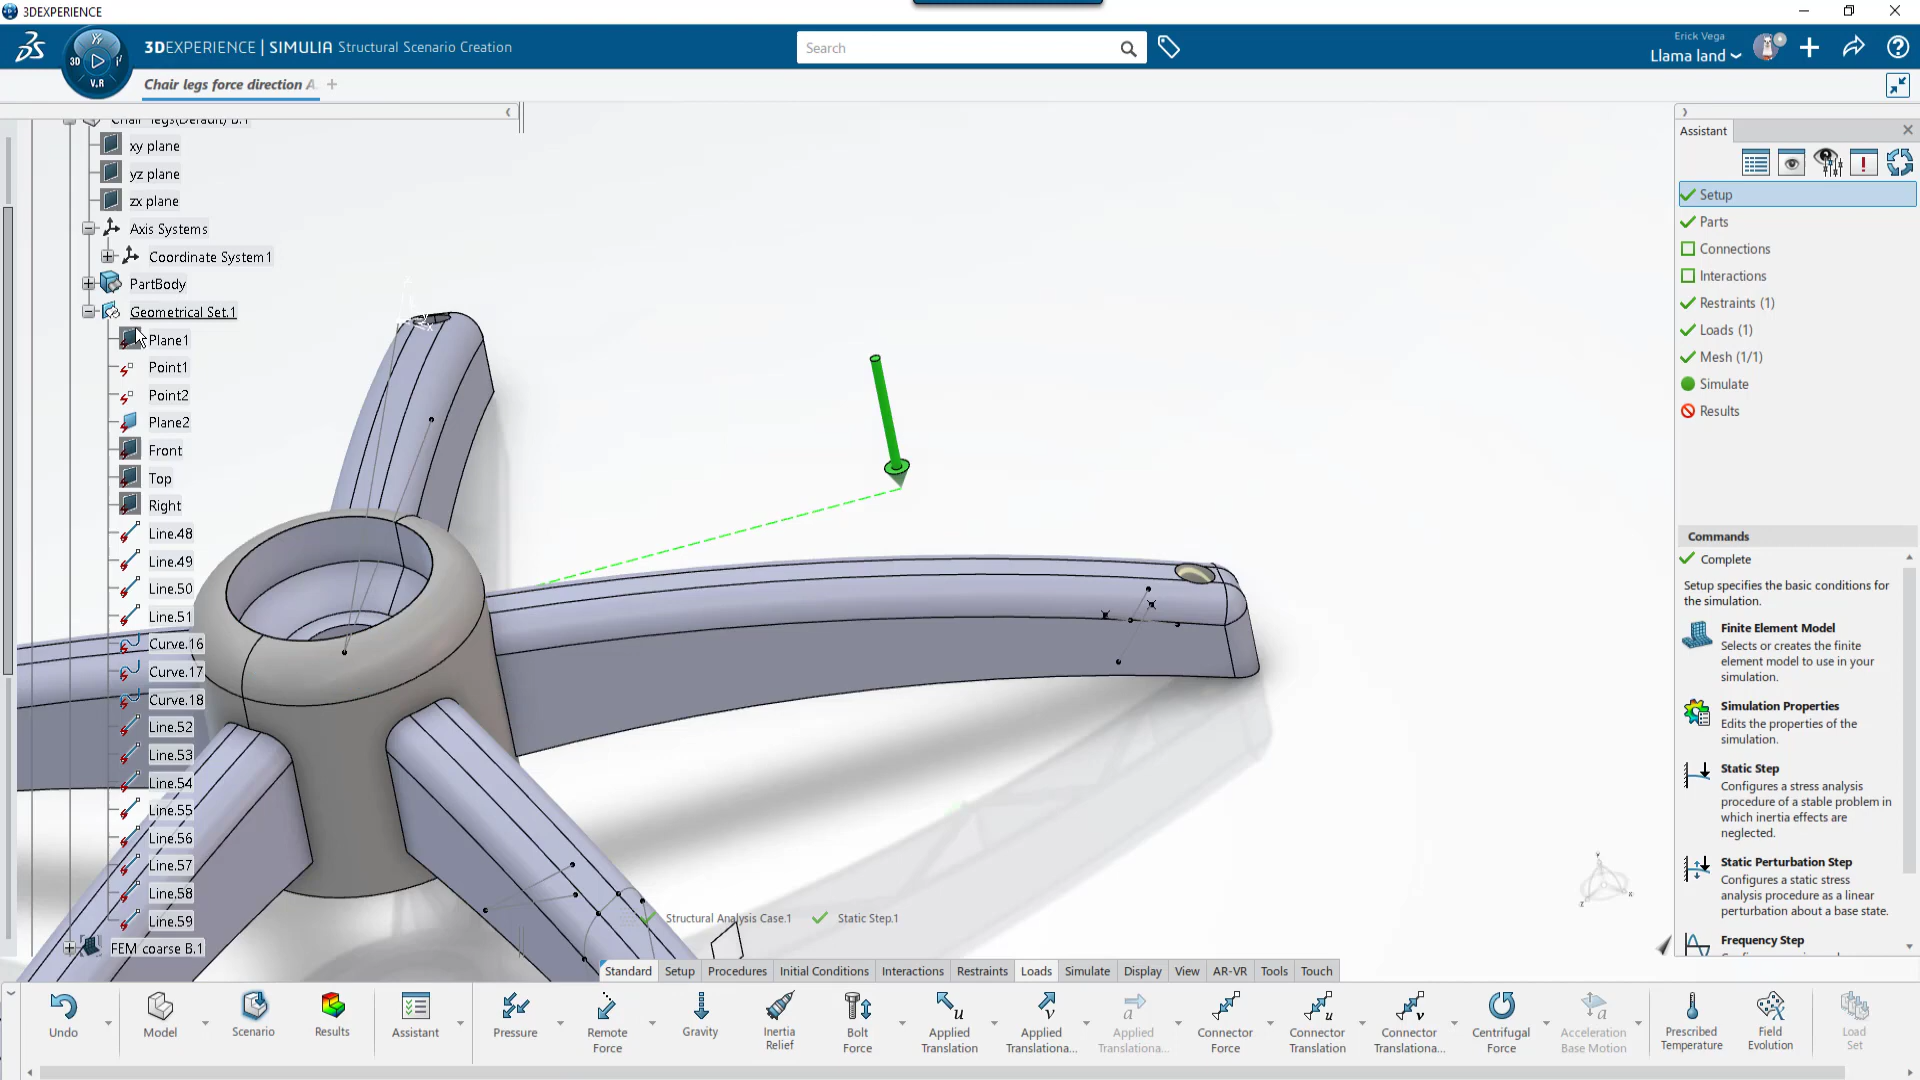 3DEXPERIENCE
3DEXPERIENCE | SIMULIA Structural Scenario Creation
Search
Erick Vega
Llama land
3D
V.R
Chair legs force direction A
Chair legs(Default) B.1
xy plane
yz plane
zx plane
Axis Systems
Coordinate System1
PartBody
Geometrical Set.1
Plane1
Point1
Point2
Plane2
Front
Top
Right
Line.48
Line.49
Line.50
Line.51
Curve.16
Curve.17
Curve.18
Line.52
Line.53
Line.54
Line.55
Line.56
Line.57
Line.58
Line.59
FEM coarse B.1
Structural Analysis Case.1
Static Step.1
Assistant
Setup
Parts
Connections
Interactions
Restraints (1)
Loads (1)
Mesh (1/1)
Simulate
Results
Commands
Complete
Setup specifies the basic conditions for
the simulation.
Finite Element Model
Selects or creates the finite
element model to use in your
simulation.
Simulation Properties
Edits the properties of the
simulation.
Static Step
Configures a stress analysis
procedure of a stable problem in
which inertia effects are
neglected.
Static Perturbation Step
Configures a static stress
analysis procedure as a linear
perturbation about a base state.
Frequency Step
Standard
Setup
Procedures
Initial Conditions
Interactions
Restraints
Loads
Simulate
Display
View
AR-VR
Tools
Touch
Undo
Model
Scenario
Results
Assistant
Pressure
Remote
Force
Gravity
Inertia
Relief
Bolt
Force
Applied
Translation
Applied
Translationa...
Applied
Translationa...
Connector
Force
Connector
Translation
Connector
Translationa...
Centrifugal
Force
Acceleration
Base Motion
Prescribed
Temperature
Field
Evolution
Load
Set